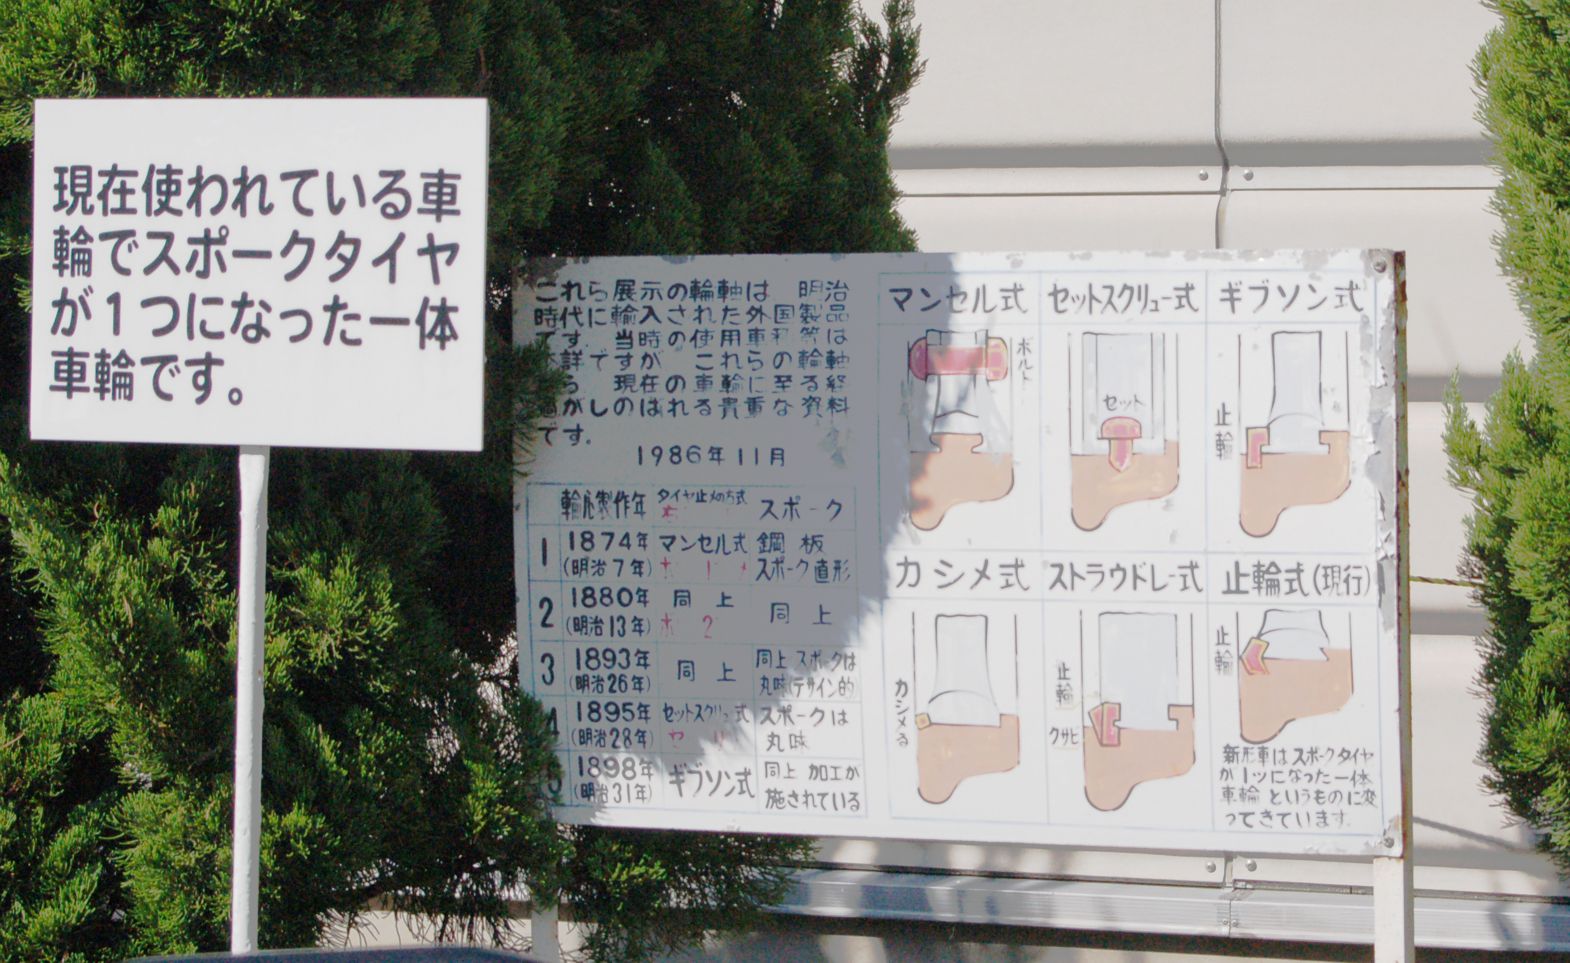 現在使われている車
輪でスポークタイヤ
が1つになった一体
車輪です。
これら展示の輪軸は 明治
時代に輸入された外国製品
です 当時の使用車種等は
詳ですが これらの輪軸
ら 現在の車輪に至る経
がしのばれる貴重な資料
です。
1986年11月
輪心製作年 タイヤ止めの方式 スポーク
1 1874年 マンセル式 鋼板
(明治7年) スポーク直形
2 1880年 同上 同上
(明治13年)
3 1893年 同上 同上 スポークは
(明治26年) 丸味(デザイン的)
4 1895年 セットスクリュー式 スポークは
(明治28年) 丸味
5 1898年 ギブソン式 同上 加工が
(明治31年) 施されている
マンセル式 セットスクリュー式 ギブソン式
ボルト
セット
止輪
カシメ式 ストラウドレー式 止輪式(現行)
カシメる
止輪
クサビ
止輪
新形車はスポークタイヤ
が1ッになった一体
車輪というものに変
ってきています